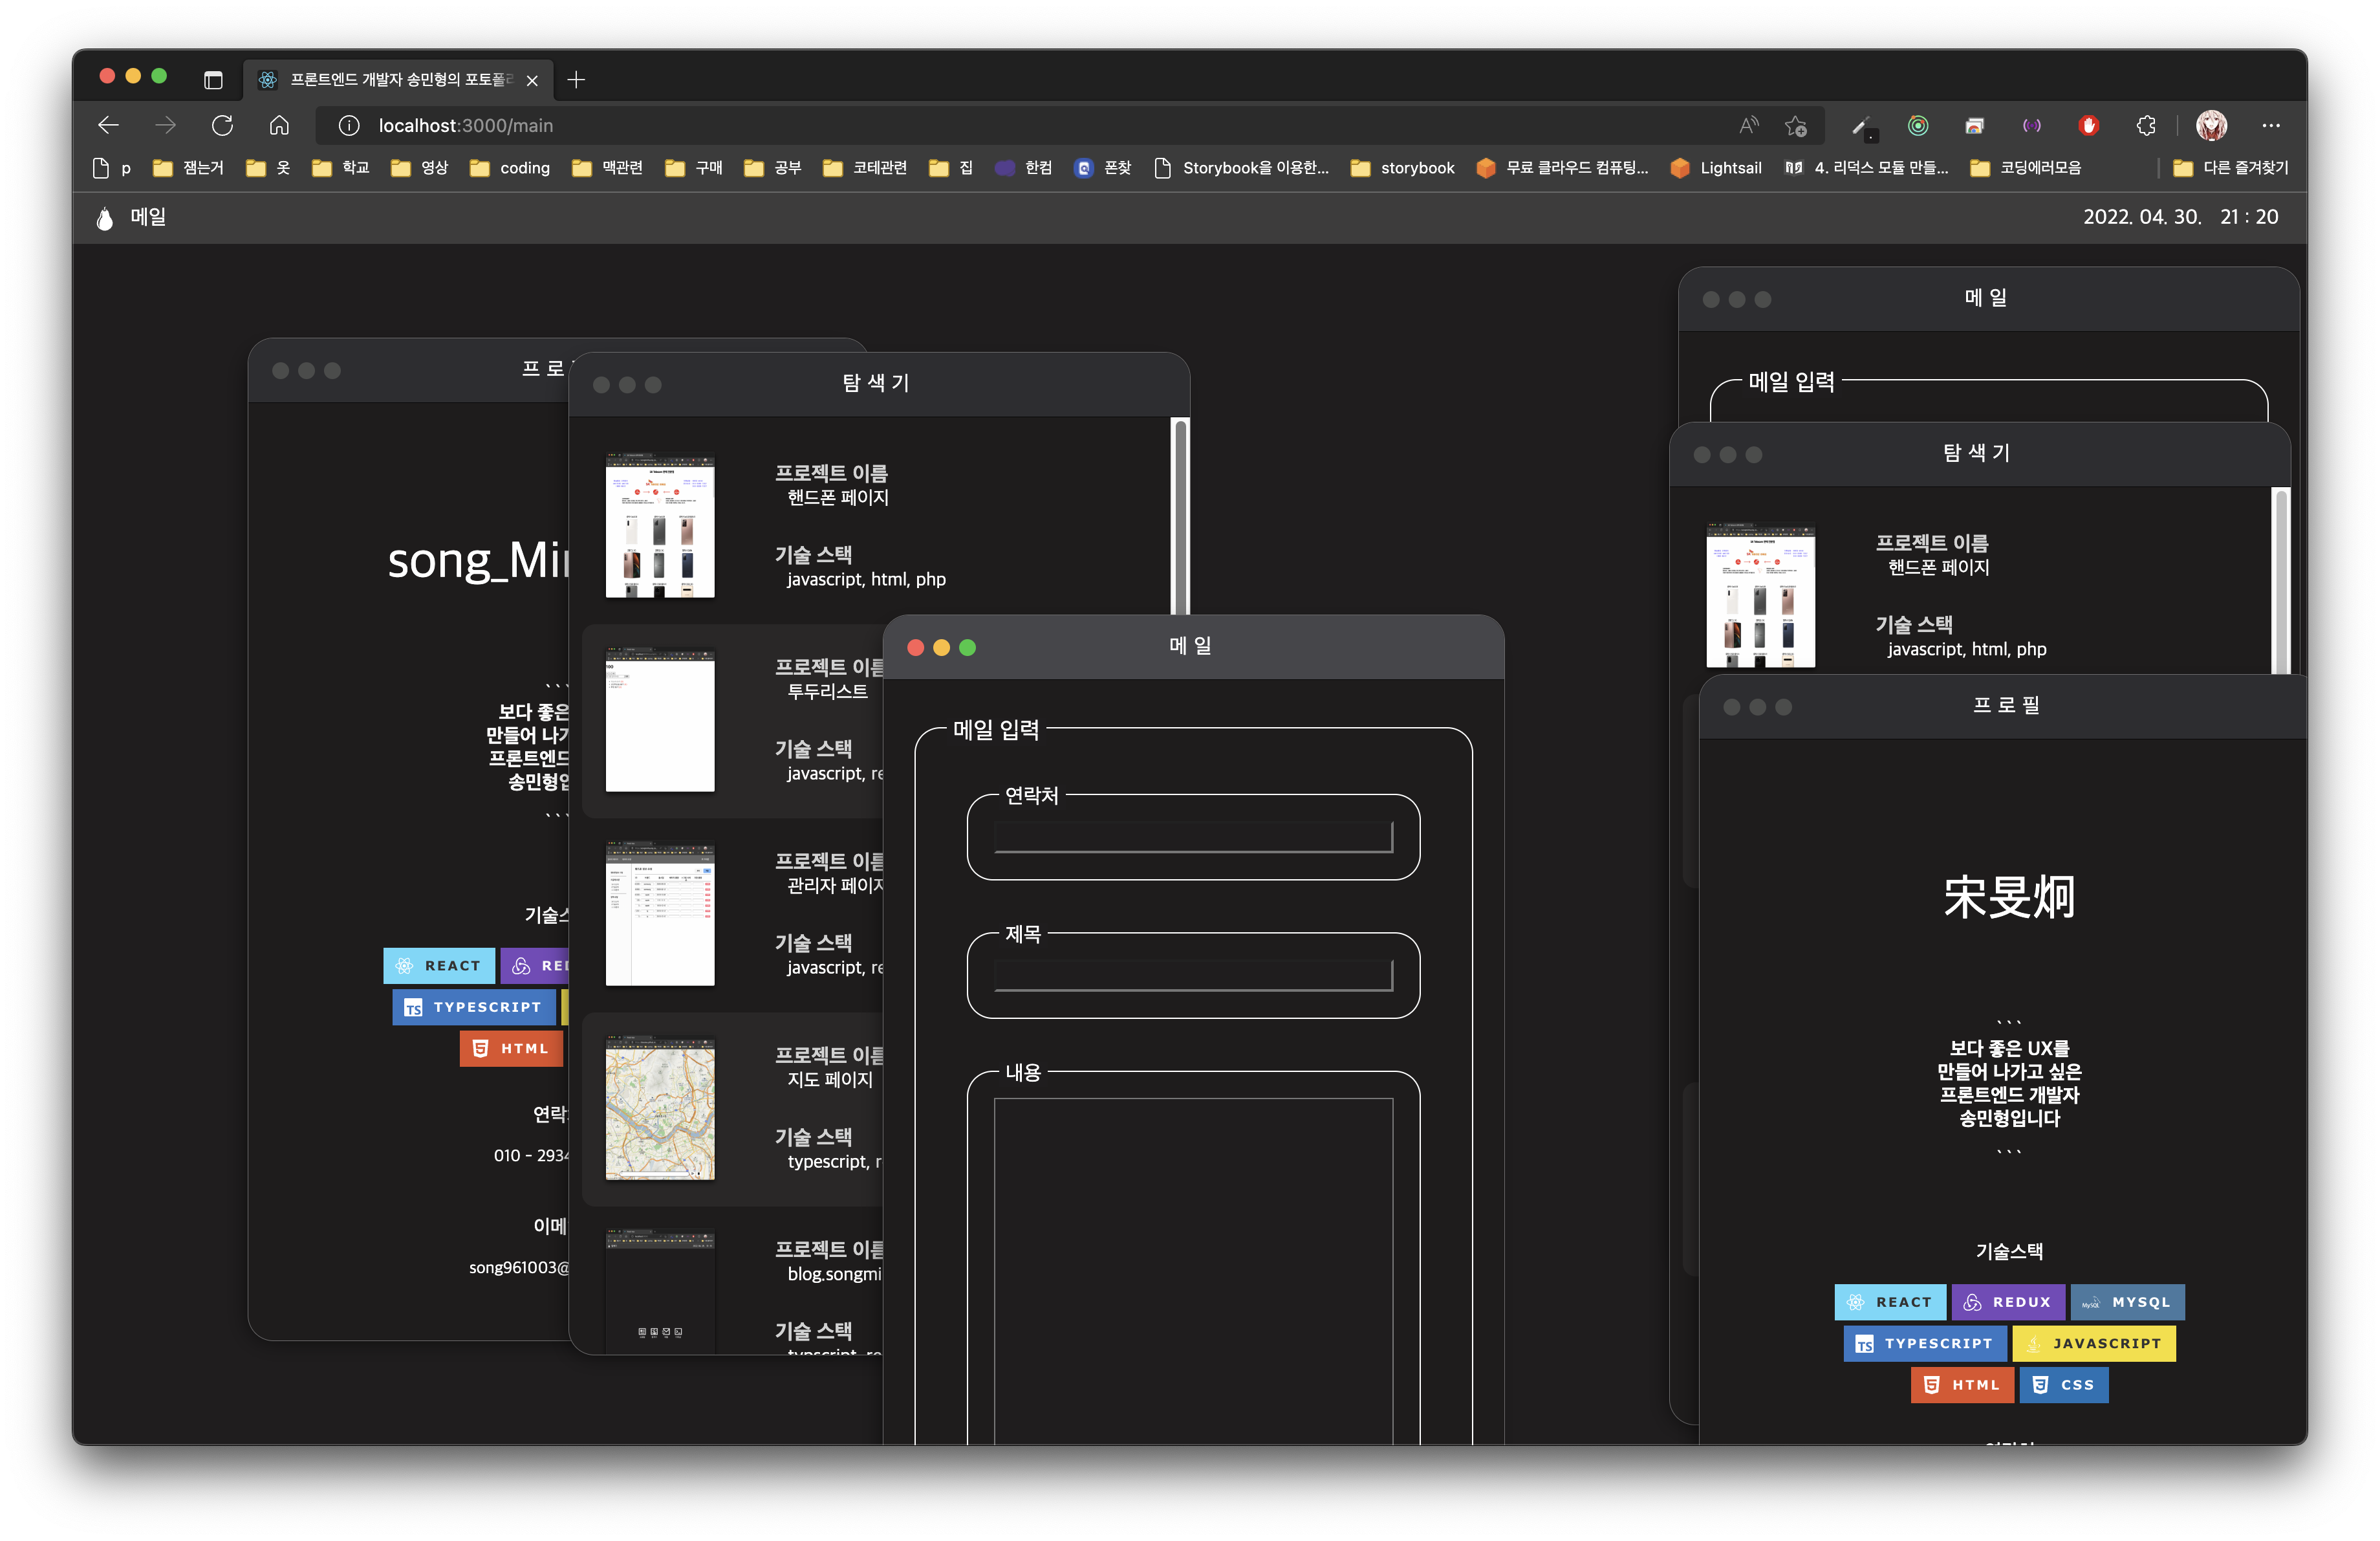 프론트엔드 개발자 송민형의 포토폴리
localhost:3000/main
p 잼는거 옷 학교 영상 coding 맥관련 구매 공부 코테관련 집 한컴 폰찾 Storybook을 이용한... storybook 무료 클라우드 컴퓨팅... Lightsail 4. 리덕스 모듈 만들... 코딩에러모음 다른 즐겨찾기
메일 2022. 04. 30. 21 : 20
프 로
song_Mi
보다 좋은
만들어 나가
프론트엔드
송민형입
기술스
REACT RED
TS TYPESCRIPT
HTML
연락
010 - 2934
이메
song961003@
탐 색 기
프로젝트 이름
핸드폰 페이지
기술 스택
javascript, html, php
프로젝트 이름
투두리스트
기술 스택
javascript, re
프로젝트 이름
관리자 페이지
기술 스택
javascript, re
프로젝트 이름
지도 페이지
기술 스택
typescript, r
프로젝트 이름
blog.songmi
기술 스택
typscript, re
메 일
메일 입력
연락처
제목
내용
메 일
메일 입력
탐 색 기
프로젝트 이름
핸드폰 페이지
기술 스택
javascript, html, php
프 로 필
宋旻炯
` ` `
보다 좋은 UX를
만들어 나가고 싶은
프론트엔드 개발자
송민형입니다
` ` `
기술스택
REACT REDUX MySQL MYSQL
TS TYPESCRIPT JAVASCRIPT
HTML CSS